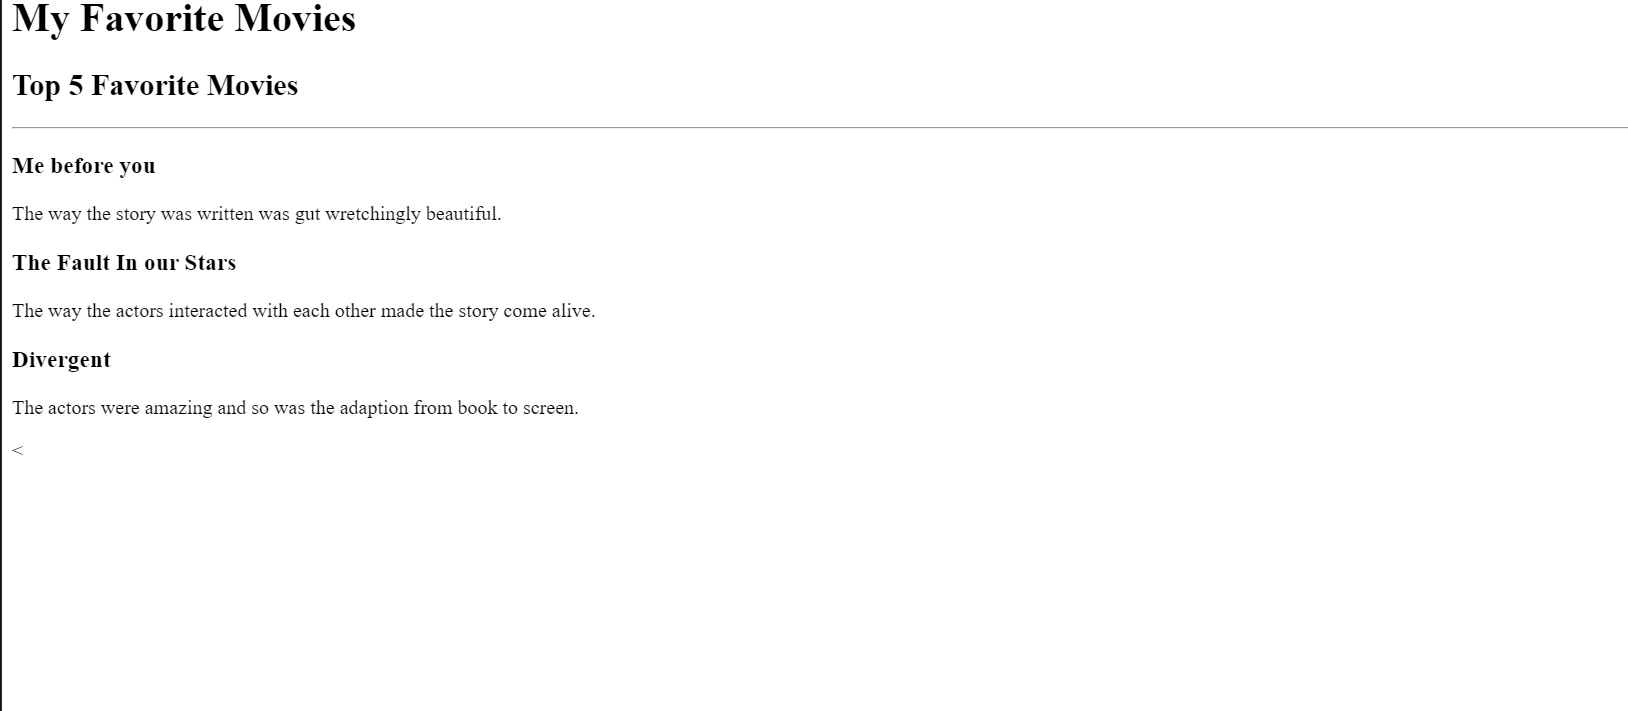 My Favorite Movies
Top 5 Favorite Movies
Me before you
The way the story was written was gut wretchingly beautiful.
The Fault In our Stars
The way the actors interacted with each other made the story come alive.
Divergent
The actors were amazing and so was the adaption from book to screen.
<